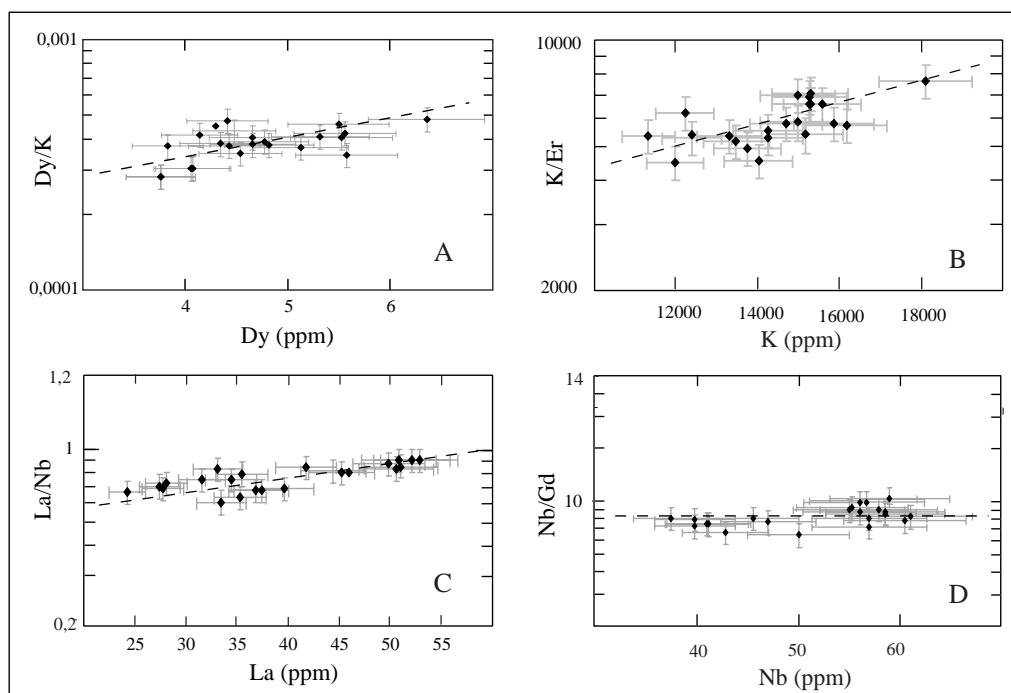 0,001
0,0001
Dy/K
4 5 6
Dy (ppm)
A
10000
2000
K/Er
12000 14000 16000 18000
K (ppm)
B
1,2
1
0,2
La/Nb
25 30 35 40 45 50 55
La (ppm)
C
14
10
Nb/Gd
40 50 60
Nb (ppm)
D